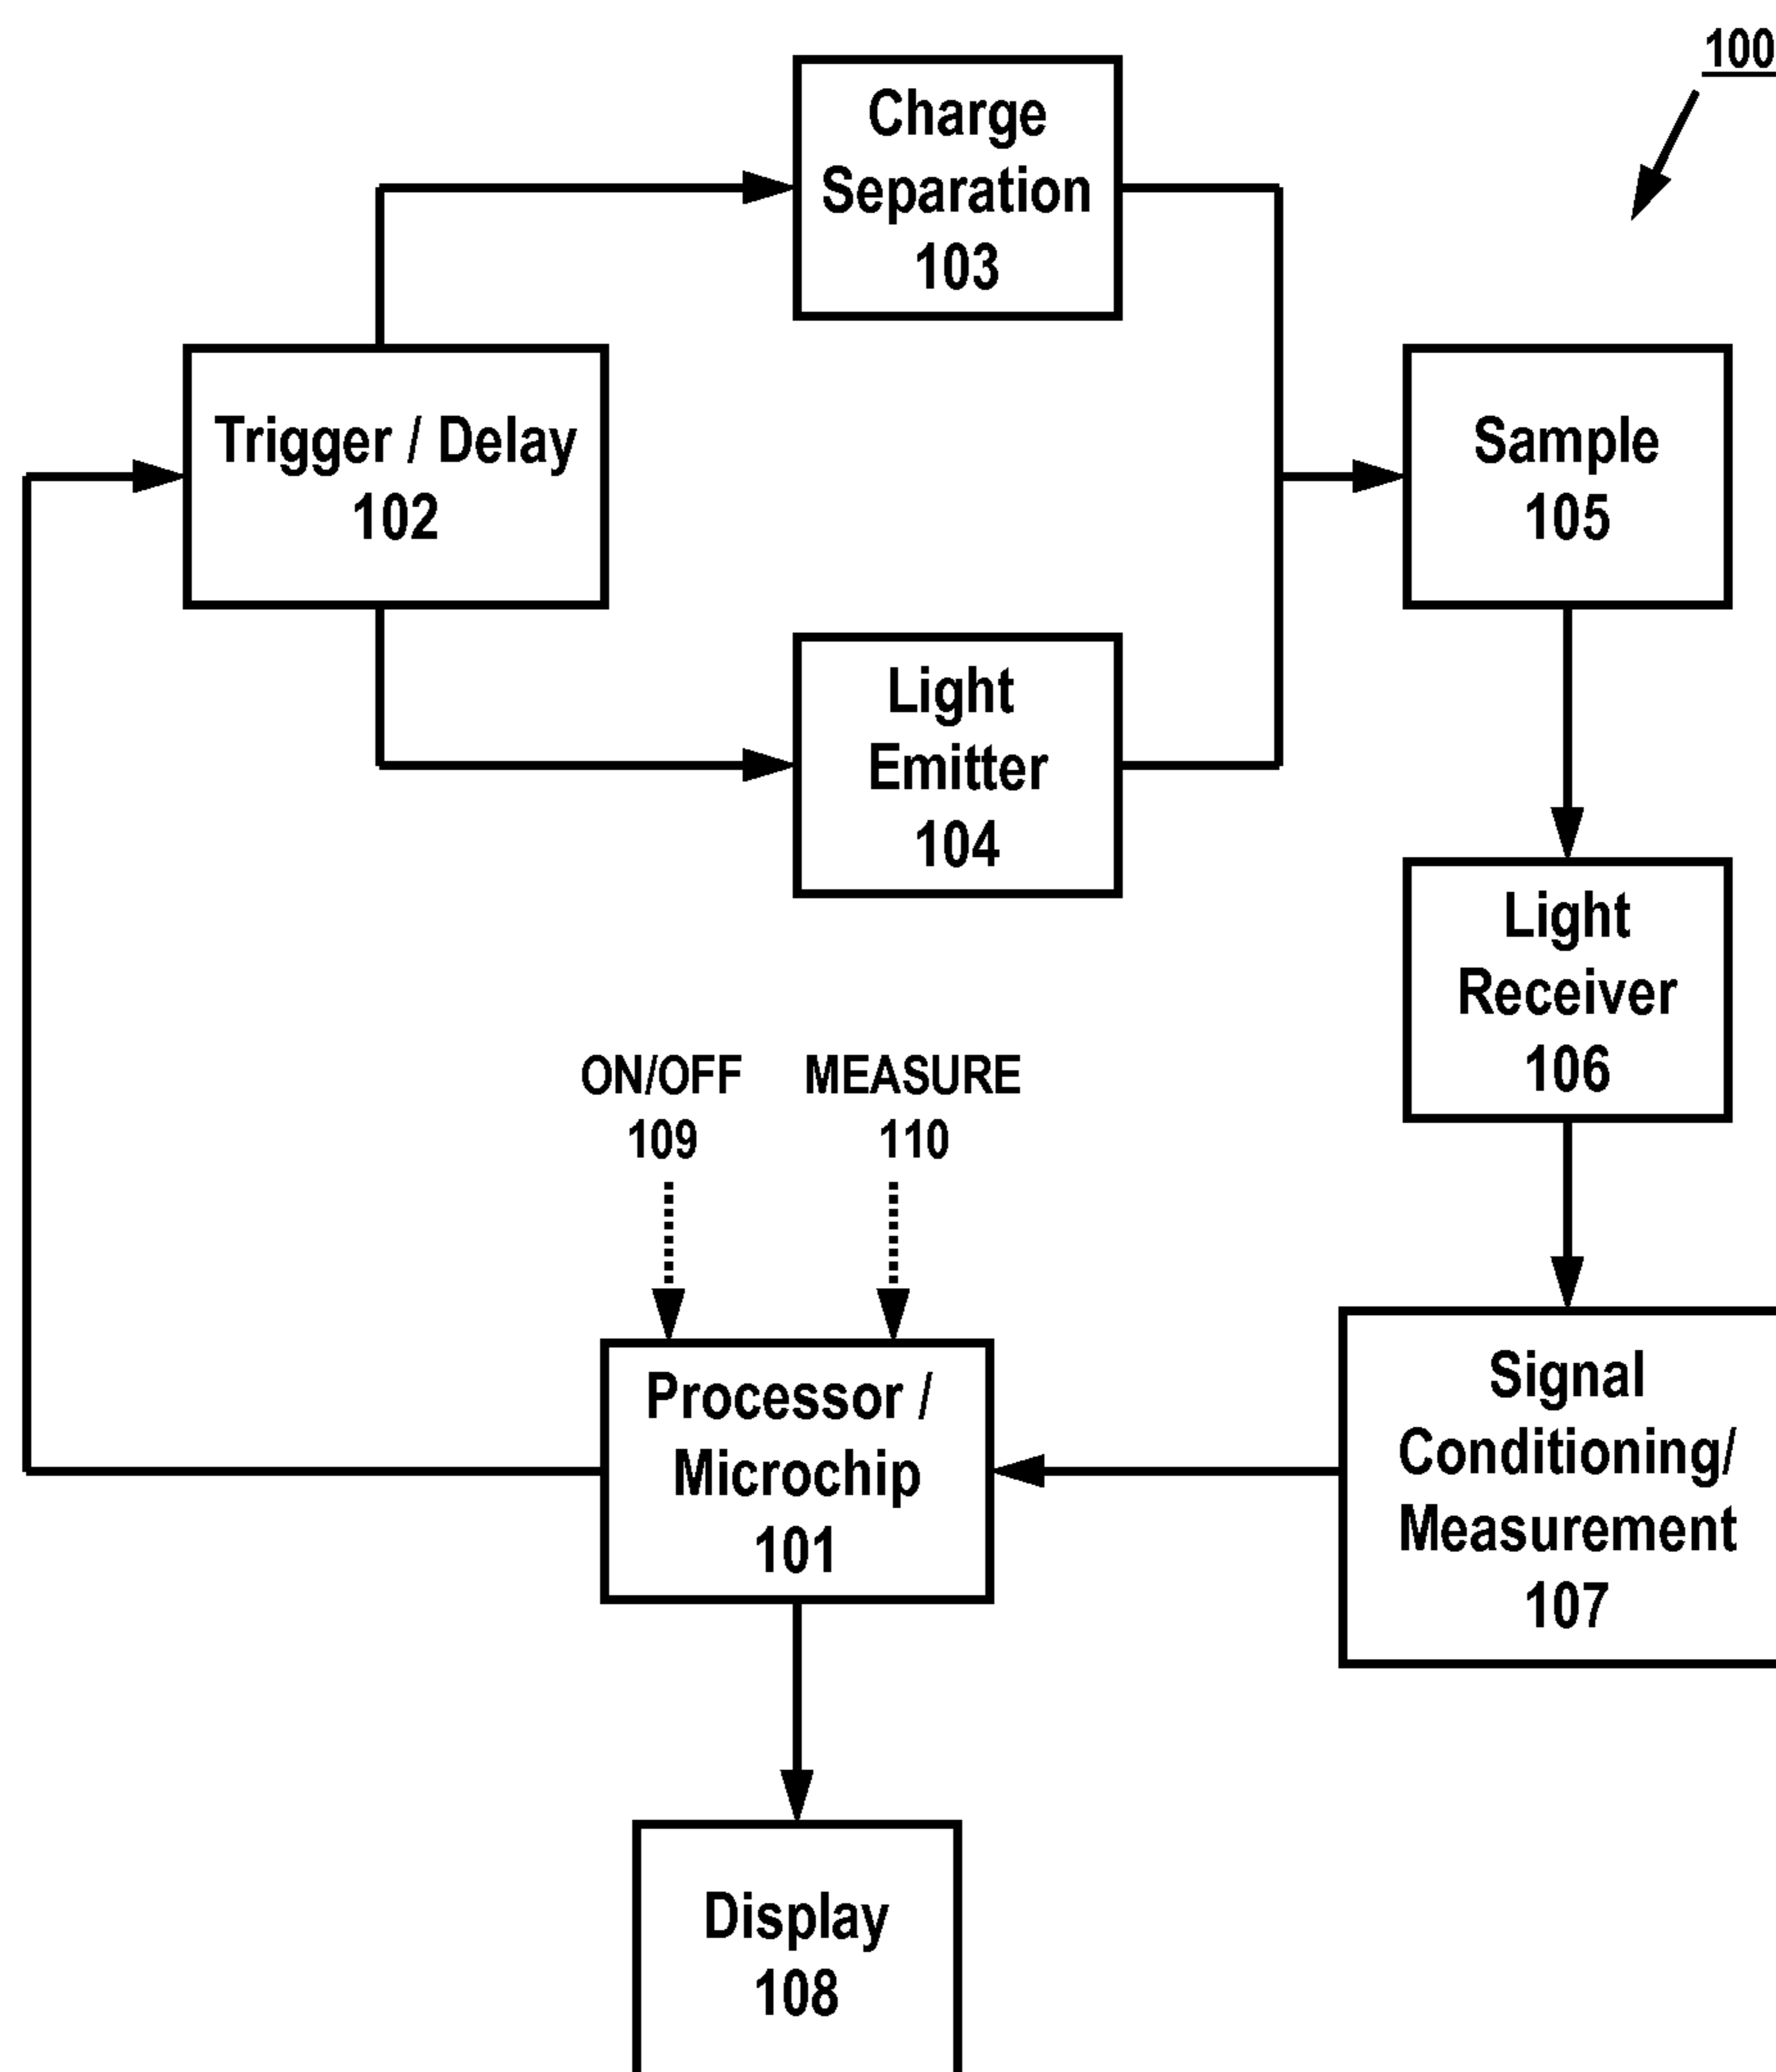 100
Charge
Separation
103
Trigger / Delay
102
Sample
105
Light
Emitter
104
Light
Receiver
106
ON/OFF
109
MEASURE
110
Processor /
Microchip
101
Signal
Conditioning/
Measurement
107
Display
108